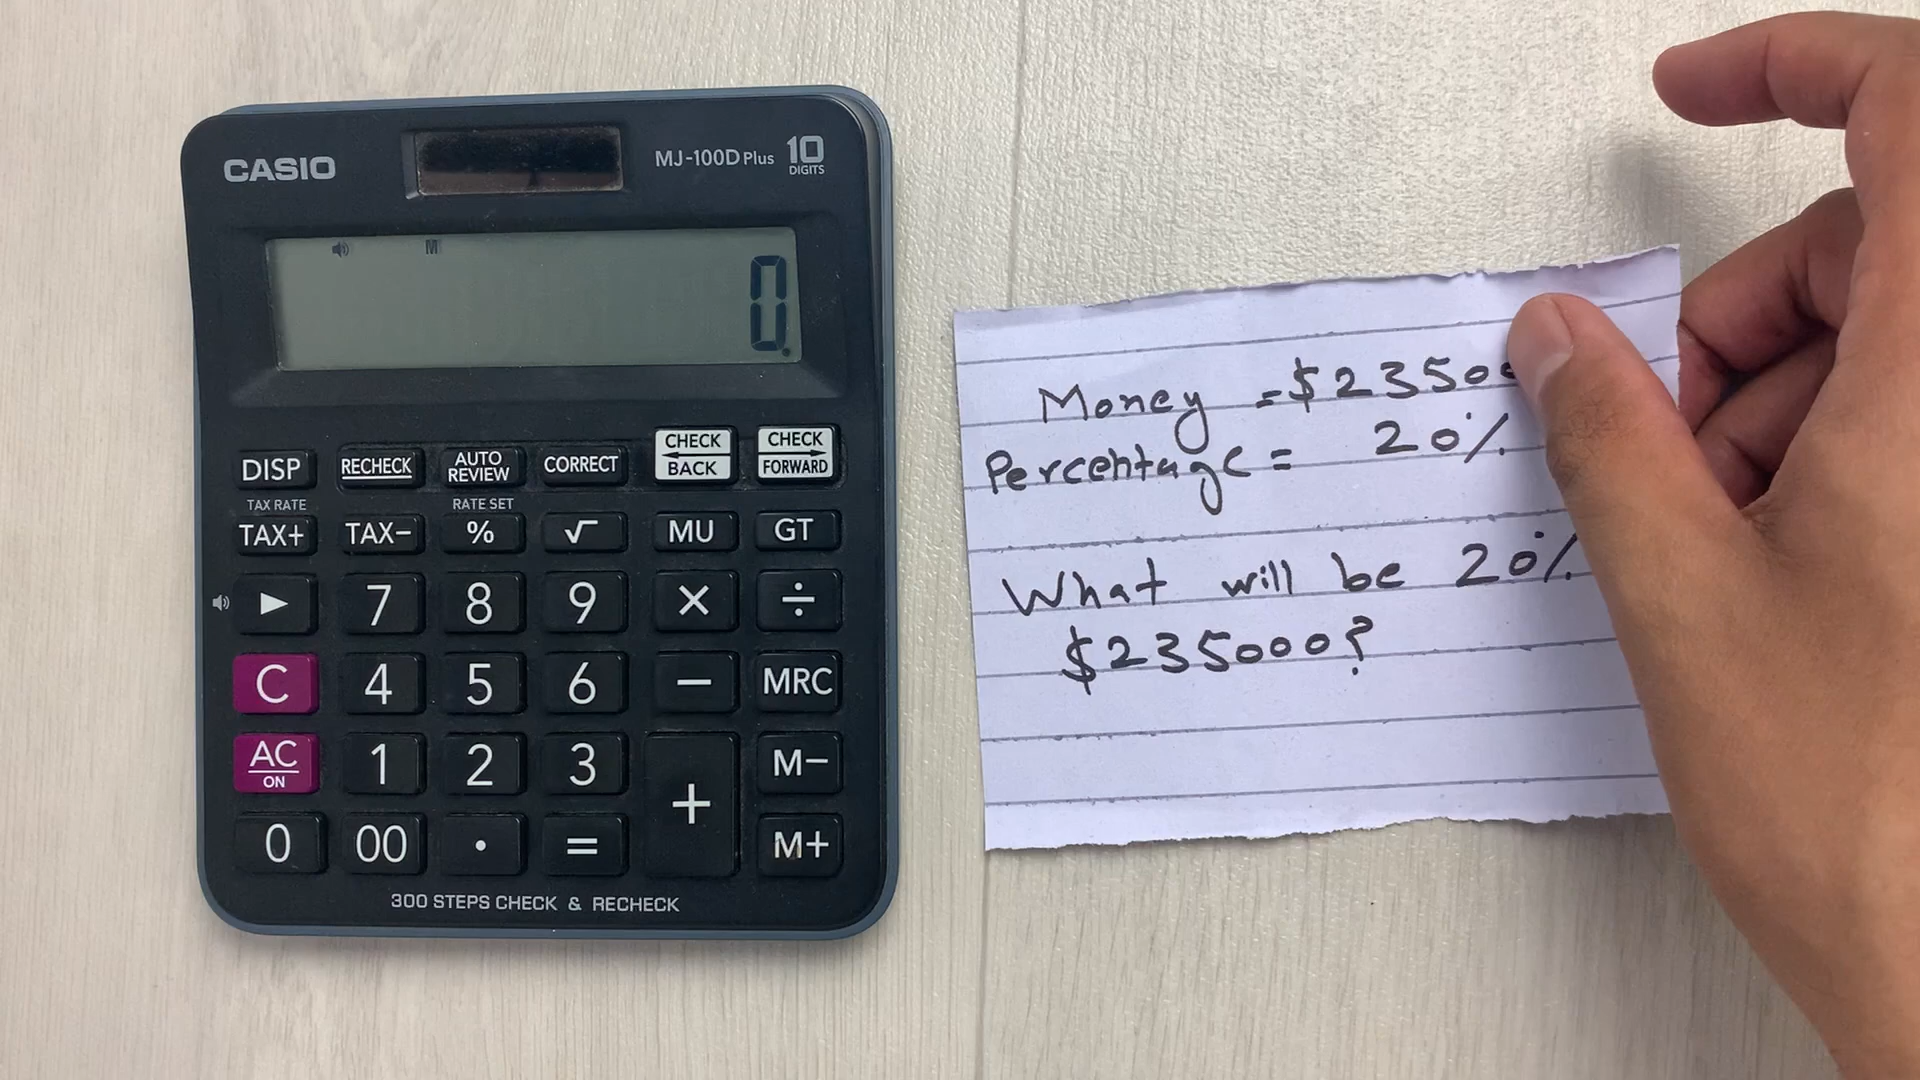 CASIO
MJ-100D Plus 10 DIGITS
M
0.
DISP RECHECK AUTO REVIEW CORRECT CHECK BACK CHECK FORWARD
TAX RATE RATE SET
TAX+ TAX− % √ MU GT
▶ 7 8 9 × ÷
C 4 5 6 − MRC
AC ON 1 2 3 + M−
0 00 · = M+
300 STEPS CHECK & RECHECK
Money =$23500
Percentage = 20%
What will be 20%
$235000?